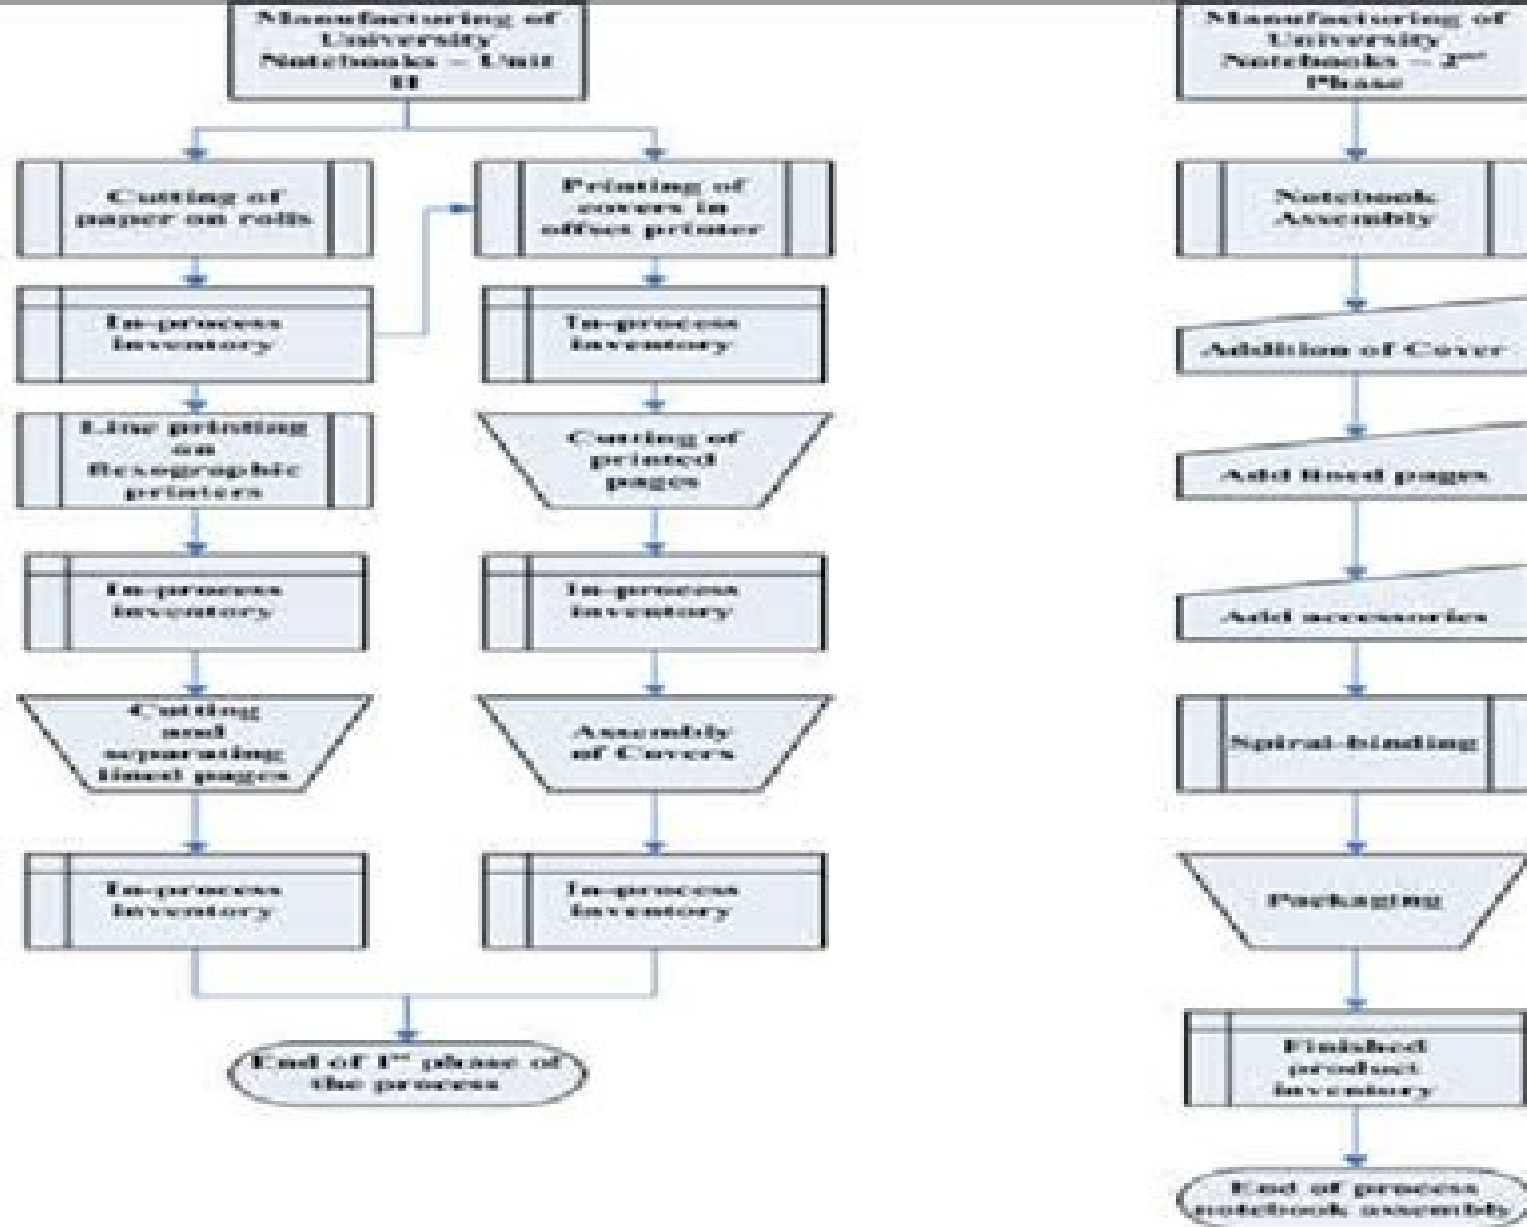 Manufacturing of
University
Notebooks – Unit
II
Cutting of
paper on rolls
In-process
inventory
Line printing
on
Rexographic
printers
In-process
inventory
Cutting
and
separating
lined pages
In-process
inventory
Printing of
covers in
offset printer
In-process
inventory
Cutting of
printed
pages
In-process
inventory
Assembly
of Covers
In-process
inventory
End of 1st phase of
the process
Manufacturing of
University
Notebooks – 2nd
Phase
Notebook
Assembly
Addition of Cover
Add lined pages
Add accessories
Spiral-binding
Packaging
Finished
product
inventory
End of process
notebook assembly